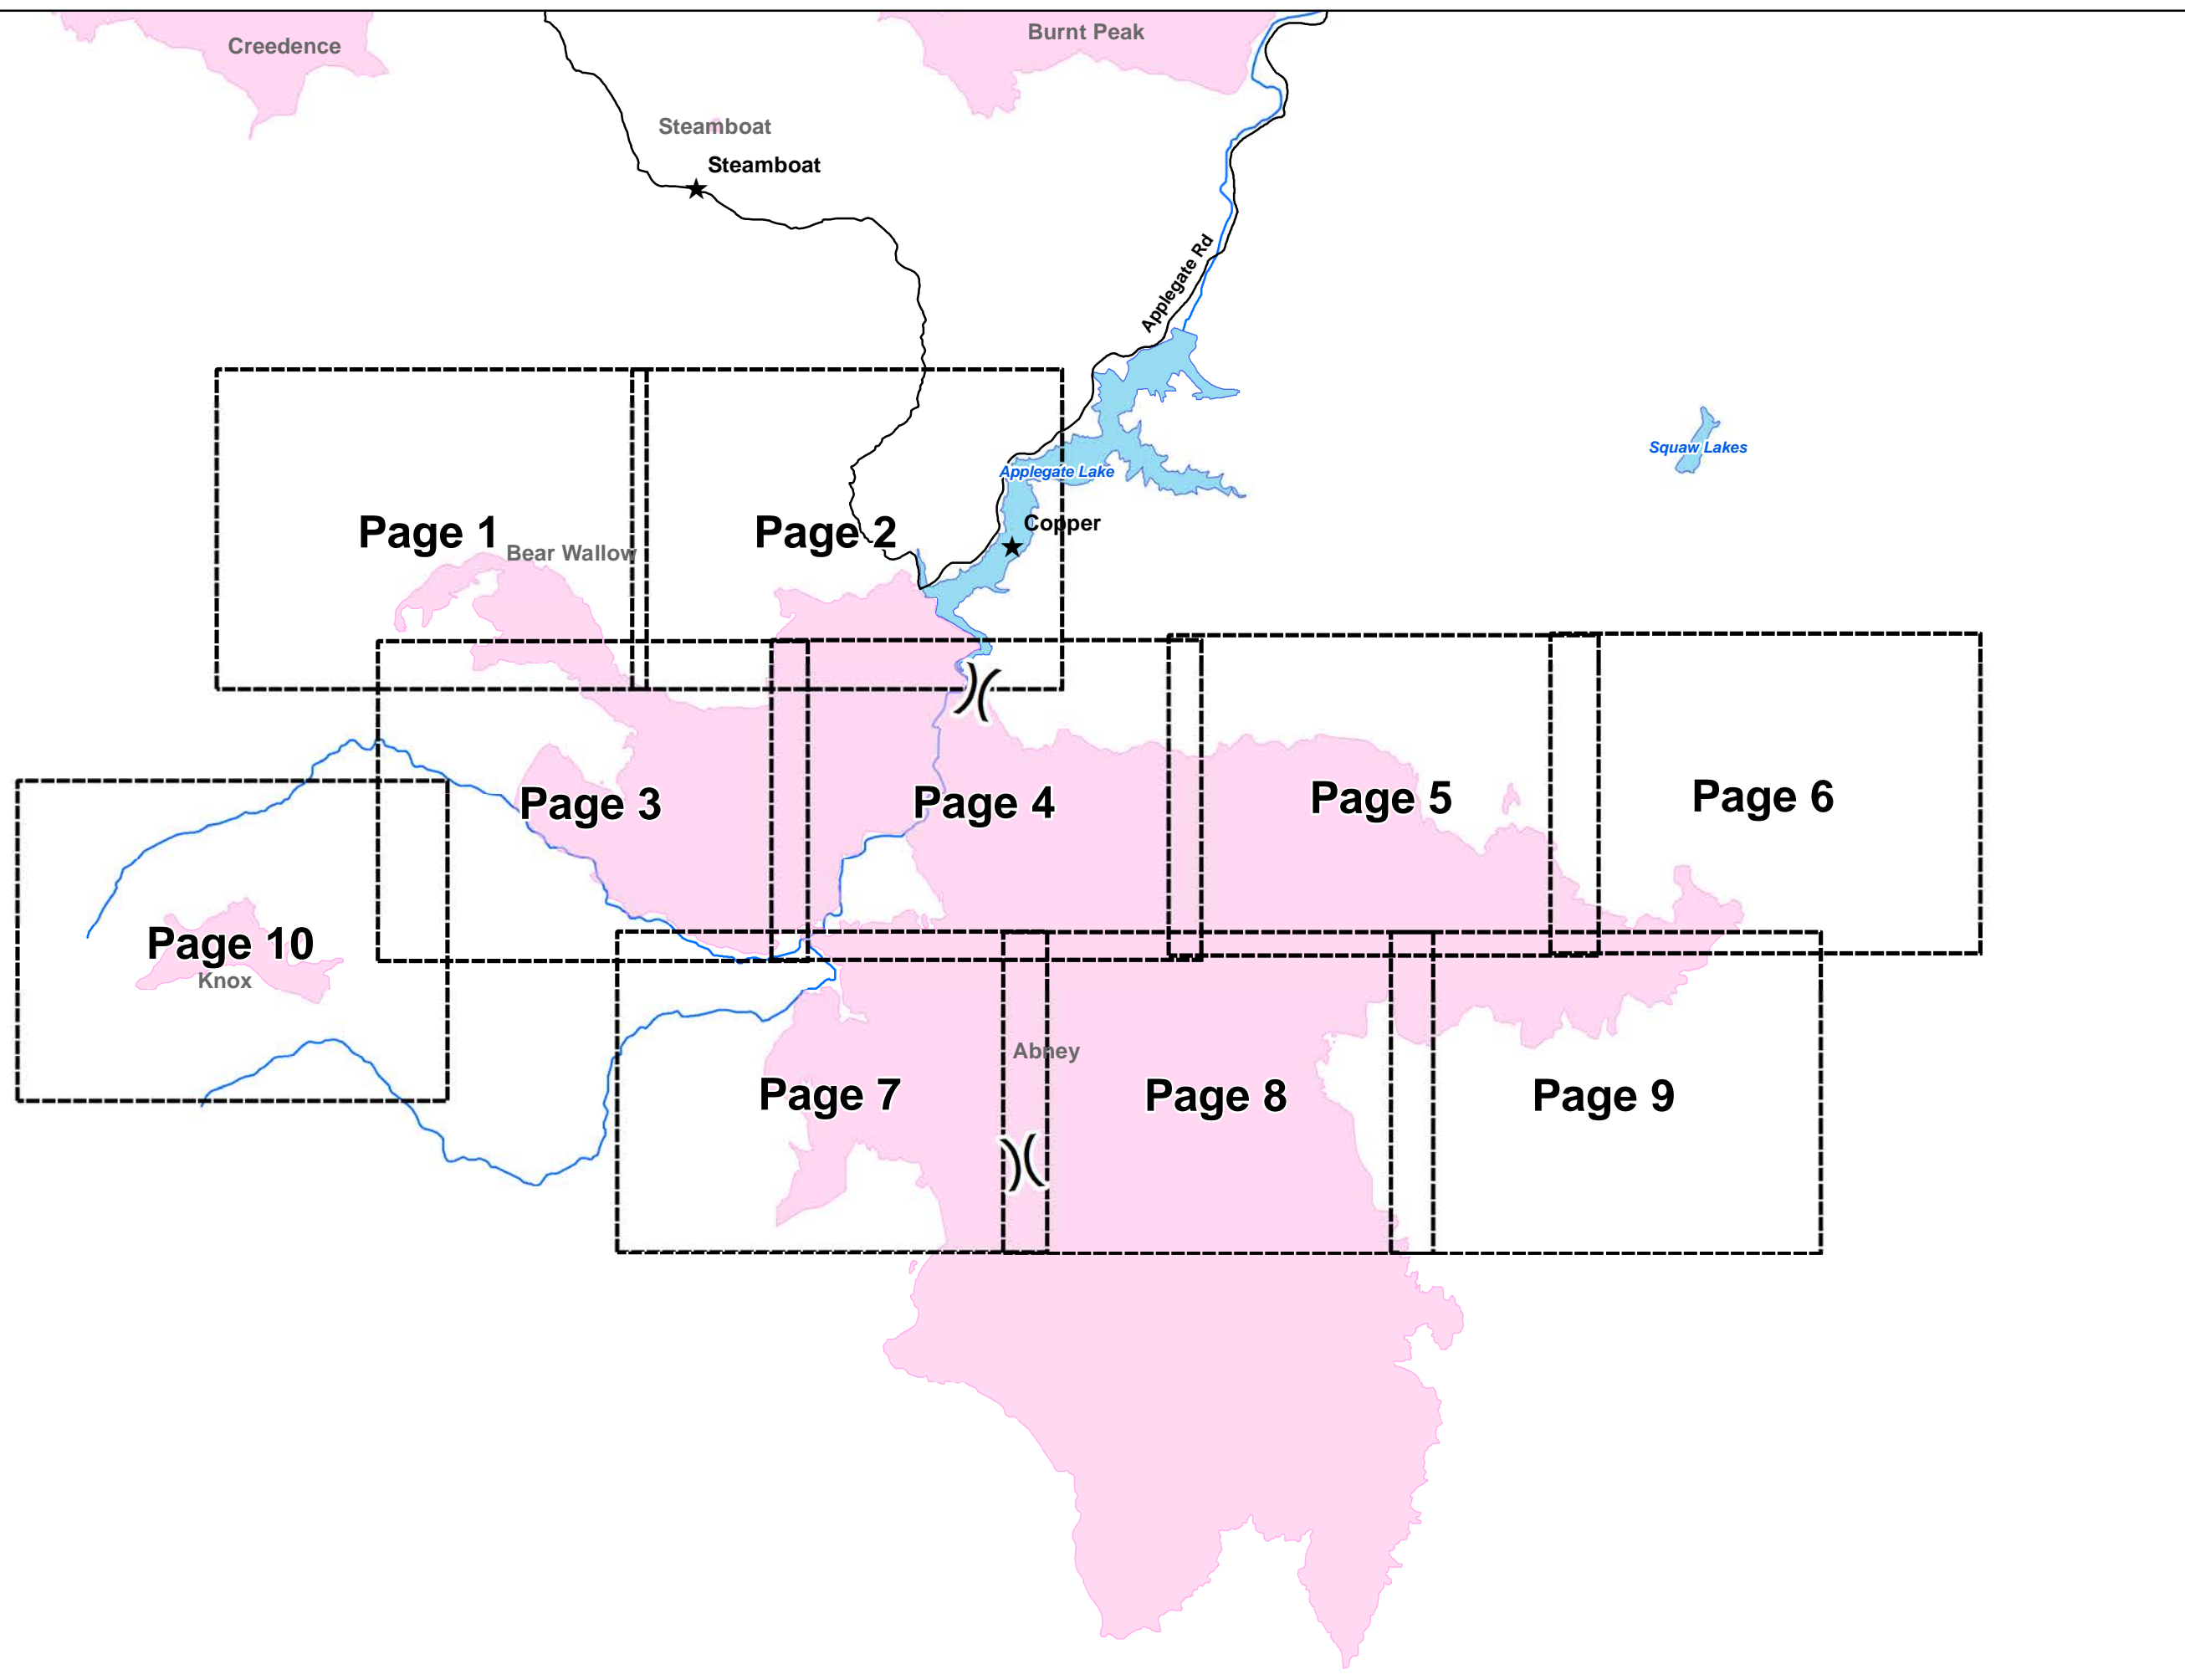 Burnt Peak
Creedence
Steamboat
Steamboat
Applegate Rd
Squaw Lakes
Applegate Lake
Copper
Page 1
Page 2
Bear Wallow
Page 3
Page 4
Page 5
Page 6
Page 10
Knox
Abney
Page 7
Page 8
Page 9